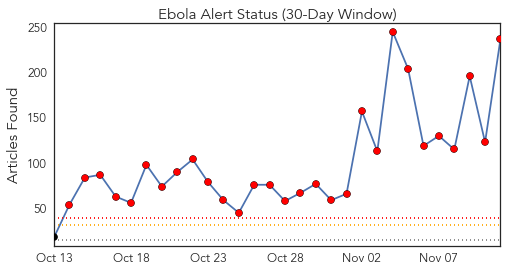 Ebola Alert Status (30-Day Window)
Articles Found
250
200
150
100
50
Oct 13
Oct 18
Oct 23
Oct 28
Nov 02
Nov 07